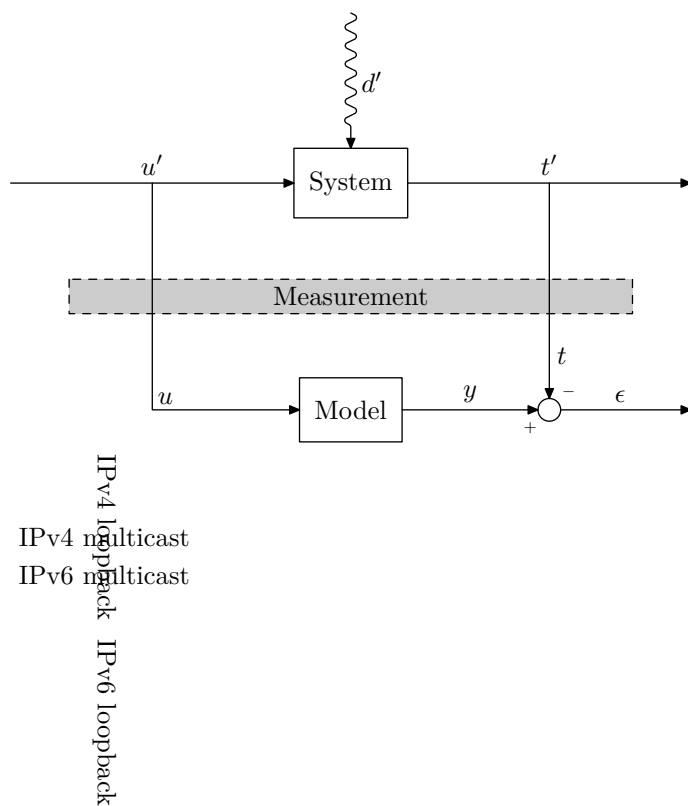 d′
u′
System
t′
Measurement
t
u
Model
y
−
+
ϵ
IPv4 loopback
IPv4 multicast
IPv6 multicast
IPv6 loopback